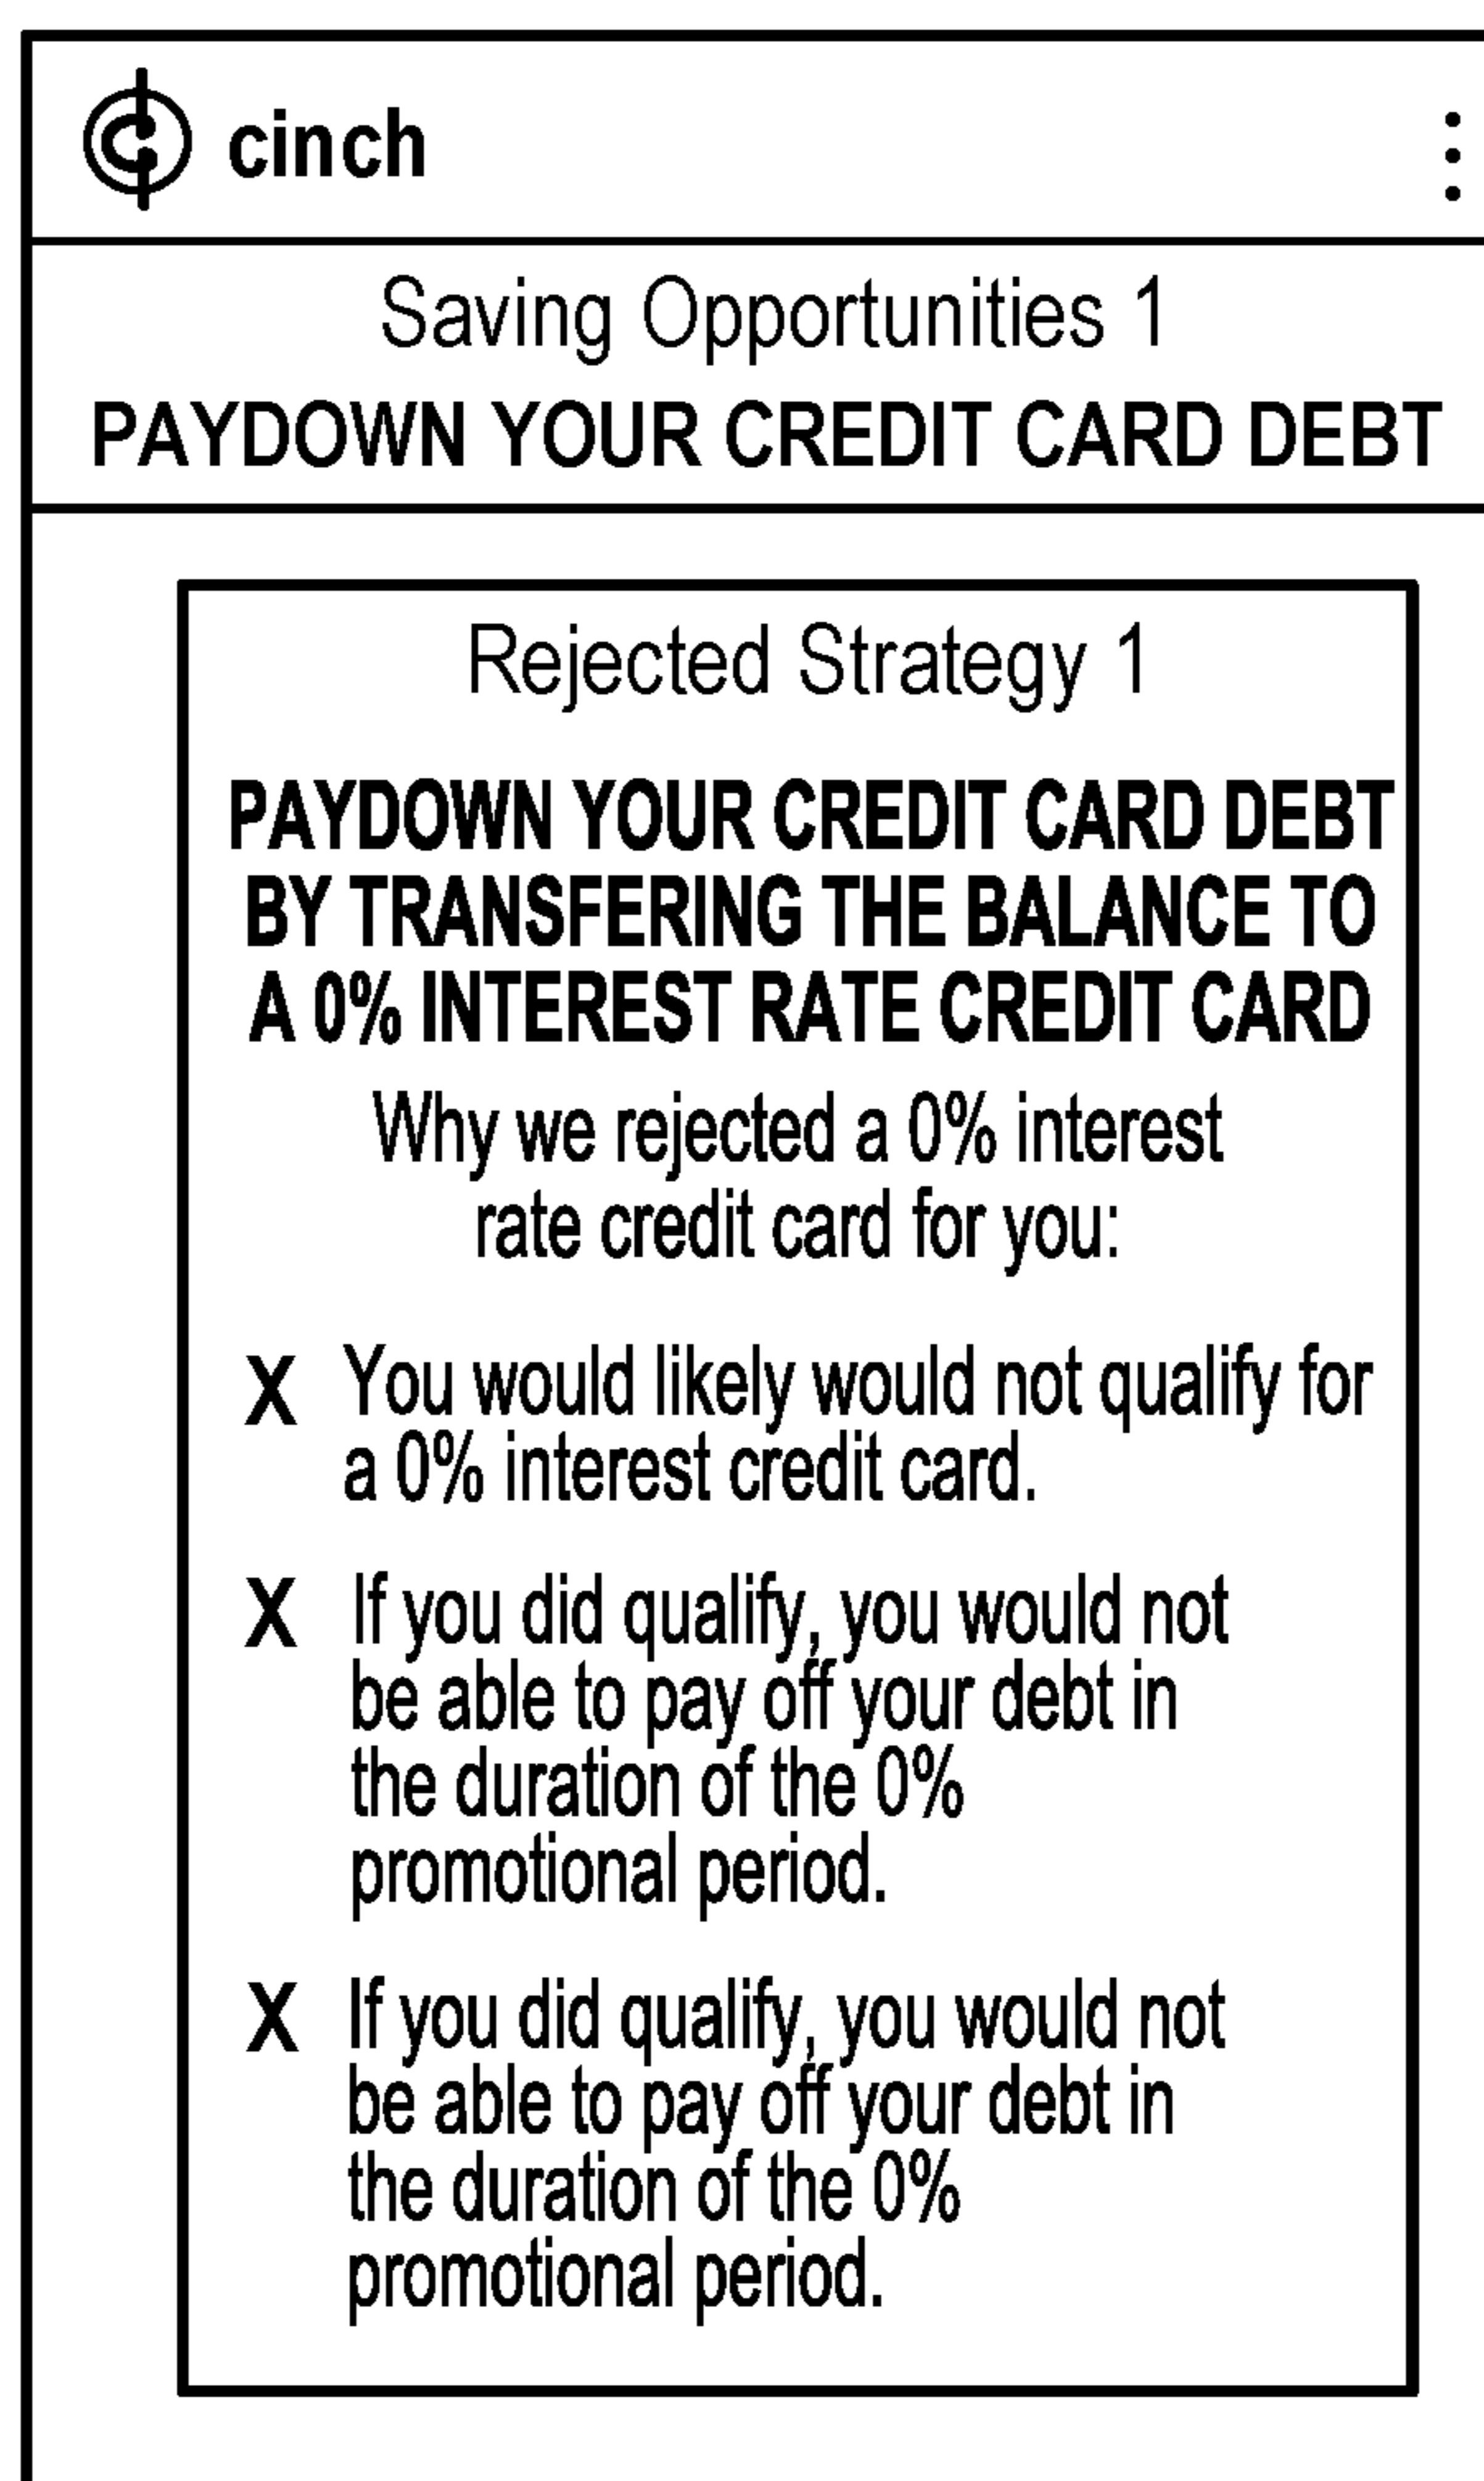 cinch
Saving Opportunities 1
PAYDOWN YOUR CREDIT CARD DEBT
Rejected Strategy 1
PAYDOWN YOUR CREDIT CARD DEBT
BY TRANSFERING THE BALANCE TO
A 0% INTEREST RATE CREDIT CARD
Why we rejected a 0% interest
rate credit card for you:
X You would likely would not qualify for
a 0% interest credit card.
X If you did qualify, you would not
be able to pay off your debt in
the duration of the 0%
promotional period.
X If you did qualify, you would not
be able to pay off your debt in
the duration of the 0%
promotional period.